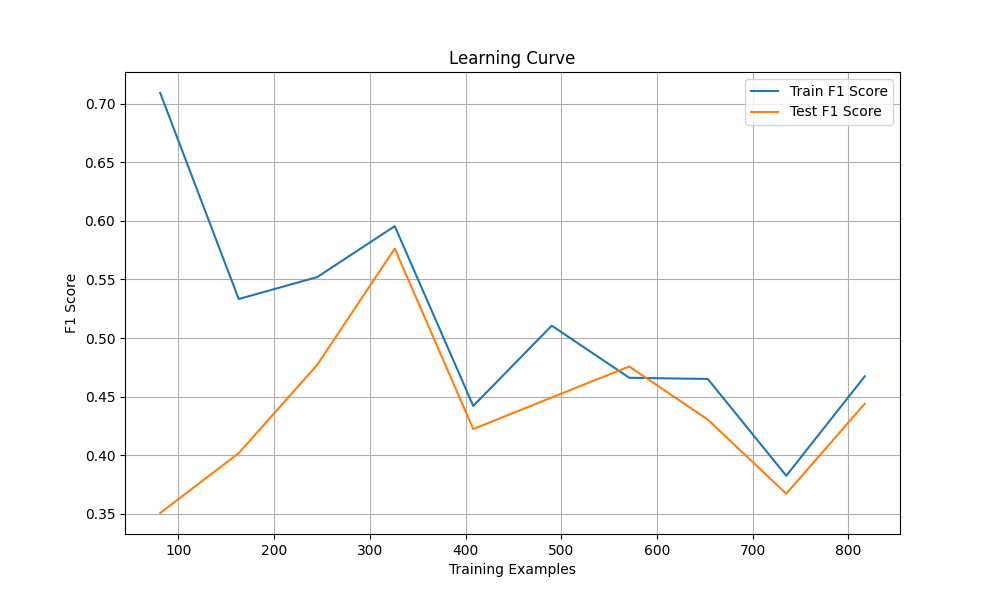 Learning Curve
Train F1 Score
Test F1 Score
0.70
0.65
0.60
0.55
0.50
0.45
0.40
0.35
F1 Score
100 200 300 400 500 600 700 800
Training Examples